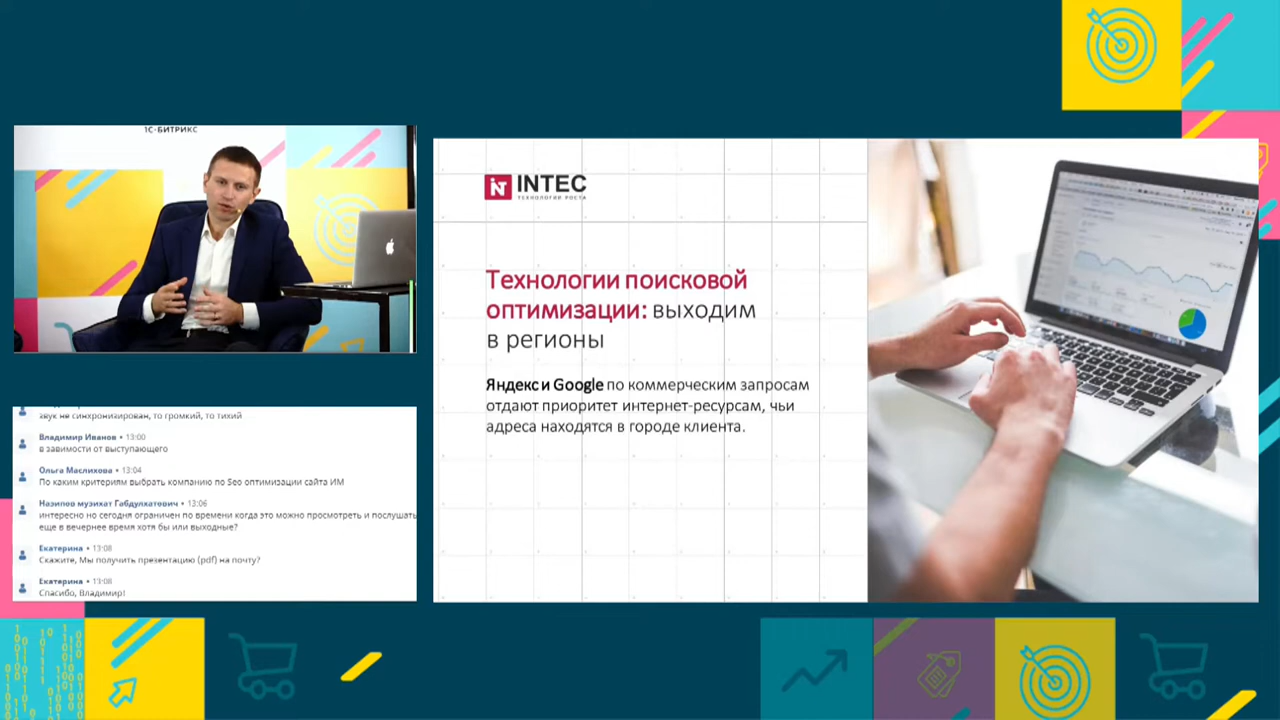 1С-БИТРИКС
звук не синхронизирован, то громкий, то тихий
Владимир Иванов • 13:00
в завимости от выступающего
Ольга Маслихова • 13:04
По каким критериям выбрать компанию по Seo оптимизации сайта ИМ
Назипов музихат Габдулхатович • 13:06
интересно но сегодня ограничен по времени когда это можно просмотреть и послушать
еще в вечернее время хотя бы или выходные?
Екатерина • 13:08
Скажите, Мы получить презентацию (pdf) на почту?
Екатерина • 13:08
Спасибо, Владимир!
INTEC
ТЕХНОЛОГИИ РОСТА
Технологии поисковой
оптимизации: выходим
в регионы
Яндекс и Google по коммерческим запросам
отдают приоритет интернет-ресурсам, чьи
адреса находятся в городе клиента.